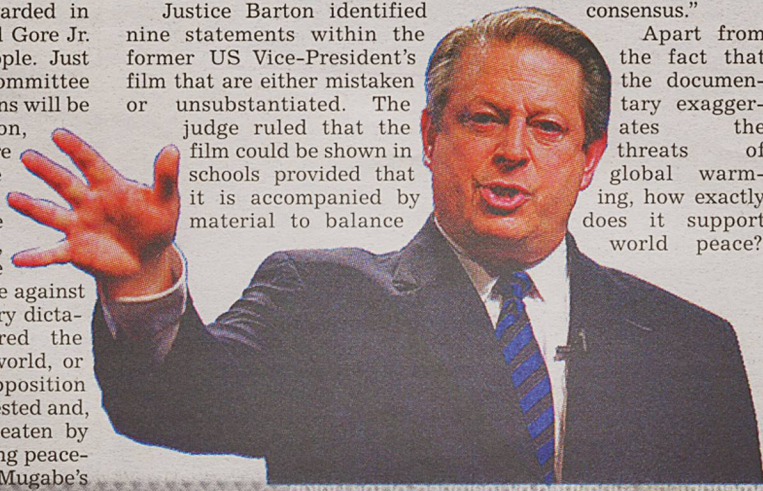 arded in
l Gore Jr.
ple. Just
ommittee
ns will be
on,
re
e against
ry dicta-
red the
world, or
pposition
ested and,
eaten by
ng peace-
Mugabe's
Justice Barton identified
nine statements within the
former US Vice-President's
film that are either mistaken
or unsubstantiated. The
judge ruled that the
film could be shown in
schools provided that
it is accompanied by
material to balance
consensus."
Apart from
the fact that
the documen-
tary exagger-
ates the
threats of
global warm-
ing, how exactly
does it support
world peace?